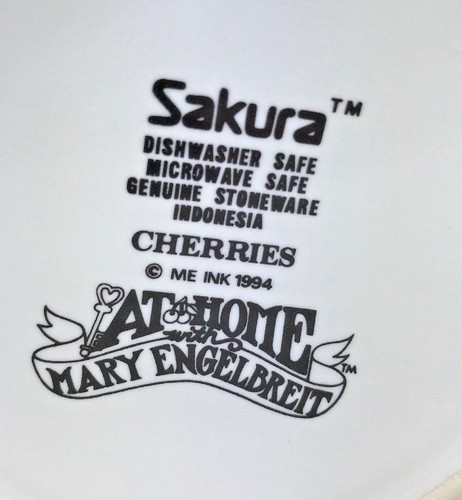 Sakura™
DISHWASHER SAFE
MICROWAVE SAFE
GENUINE STONEWARE
INDONESIA
CHERRIES
© ME INK 1994
AT HOME
with
MARY ENGELBREIT™